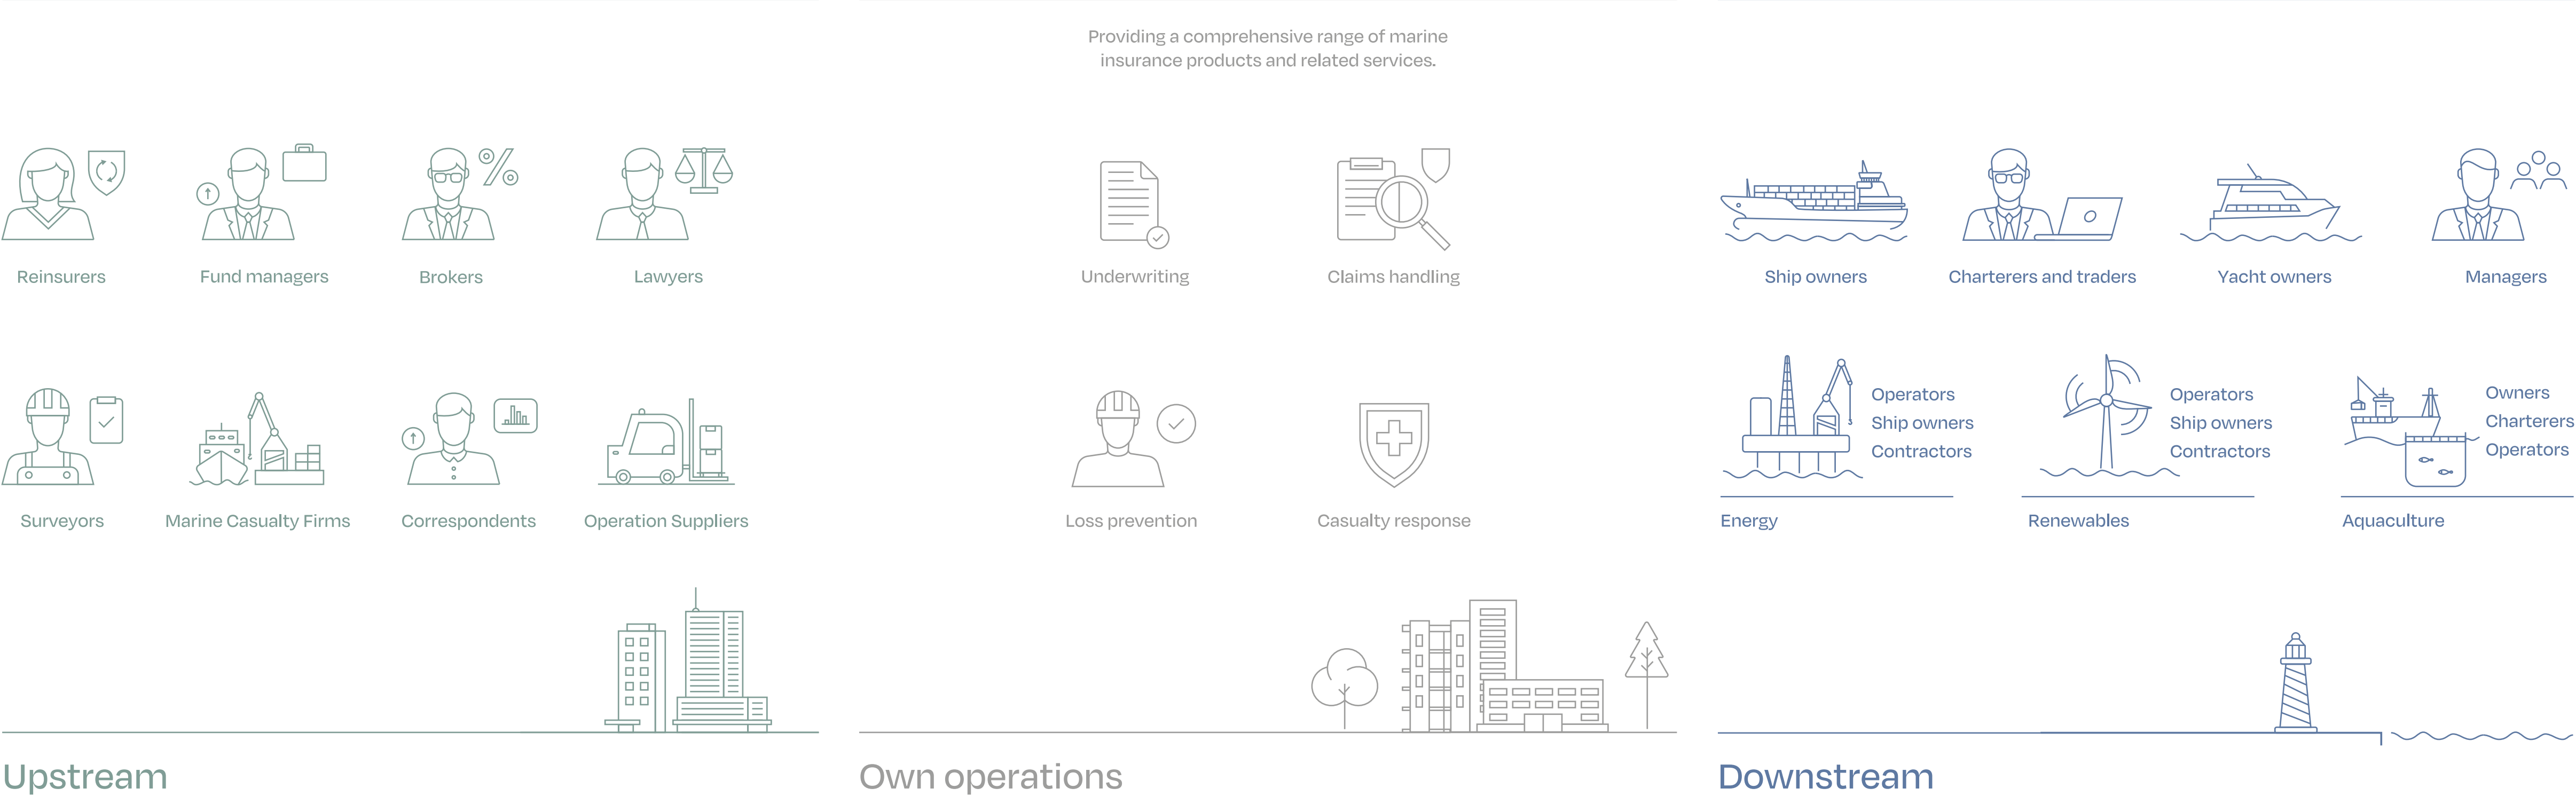 Providing a comprehensive range of marine
insurance products and related services.
Reinsurers
Fund managers
Brokers
Lawyers
Surveyors
Marine Casualty Firms
Correspondents
Operation Suppliers
Upstream
Underwriting
Claims handling
Loss prevention
Casualty response
Own operations
Ship owners
Charterers and traders
Yacht owners
Managers
Operators
Ship owners
Contractors
Energy
Operators
Ship owners
Contractors
Renewables
Owners
Charterers
Operators
Aquaculture
Downstream